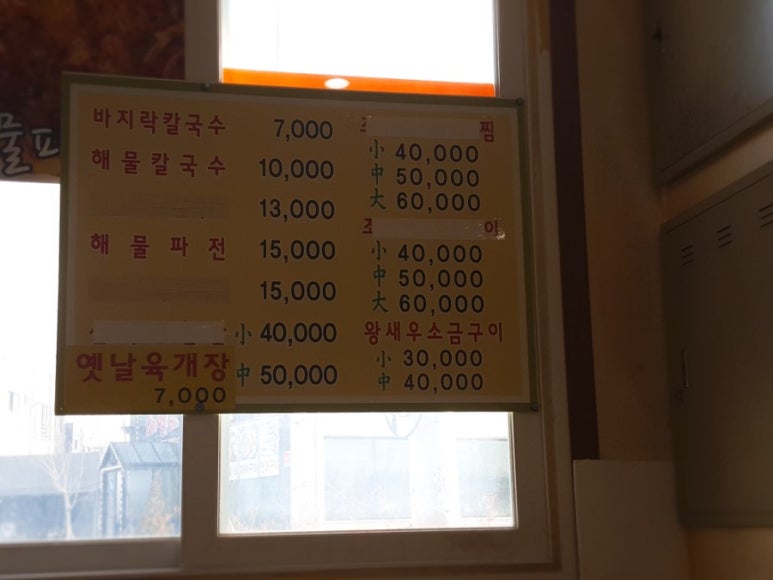 바지락칼국수 7,000
해물칼국수 10,000
13,000
해물파전 15,000
15,000
小 40,000
옛날육개장 中 50,000
7,000
찜
小 40,000
中 50,000
大 60,000
이
小 40,000
中 50,000
大 60,000
왕새우소금구이
小 30,000
中 40,000
물파